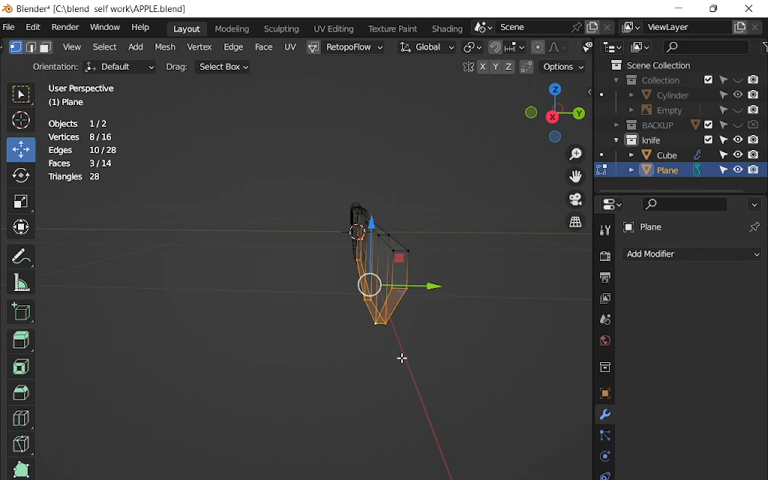 Blender* [C:\blend self work\APPLE.blend]
File Edit Render Window Help Layout Modeling Sculpting UV Editing Texture Paint Shading Scene ViewLayer
View Select Add Mesh Vertex Edge Face UV RetopoFlow Global
Orientation: Default Drag: Select Box X Y Z Options
User Perspective
(1) Plane
Objects 1/2
Vertices 8/16
Edges 10/28
Faces 3/14
Triangles 28
Z
Y
X
Scene Collection
Collection
Cylinder
Empty
BACKUP
knife
Cube
Plane
Plane
Add Modifier